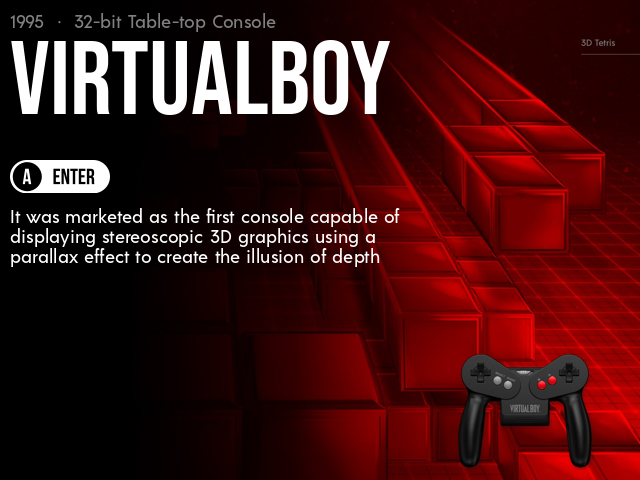 1995 · 32-bit Table-top Console
3D Tetris
VIRTUALBOY
A ENTER
It was marketed as the first console capable of
displaying stereoscopic 3D graphics using a
parallax effect to create the illusion of depth
VIRTUALBOY